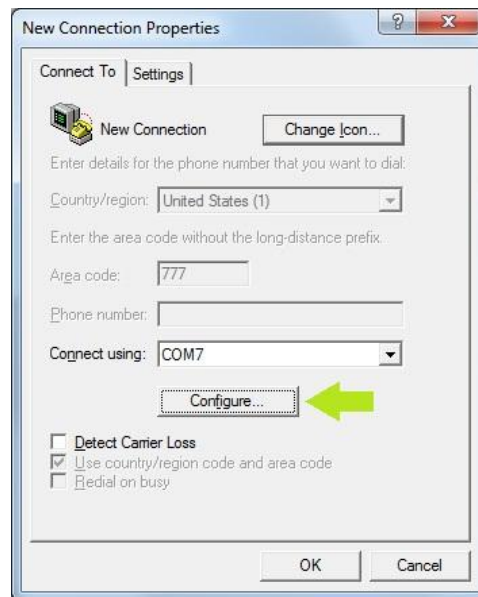 New Connection Properties
Connect To
Settings
New Connection
Change Icon...
Enter details for the phone number that you want to dial:
Country/region:
United States (1)
Enter the area code without the long-distance prefix.
Area code:
777
Phone number:
Connect using:
COM7
Configure...
Detect Carrier Loss
Use country/region code and area code
Redial on busy
OK
Cancel